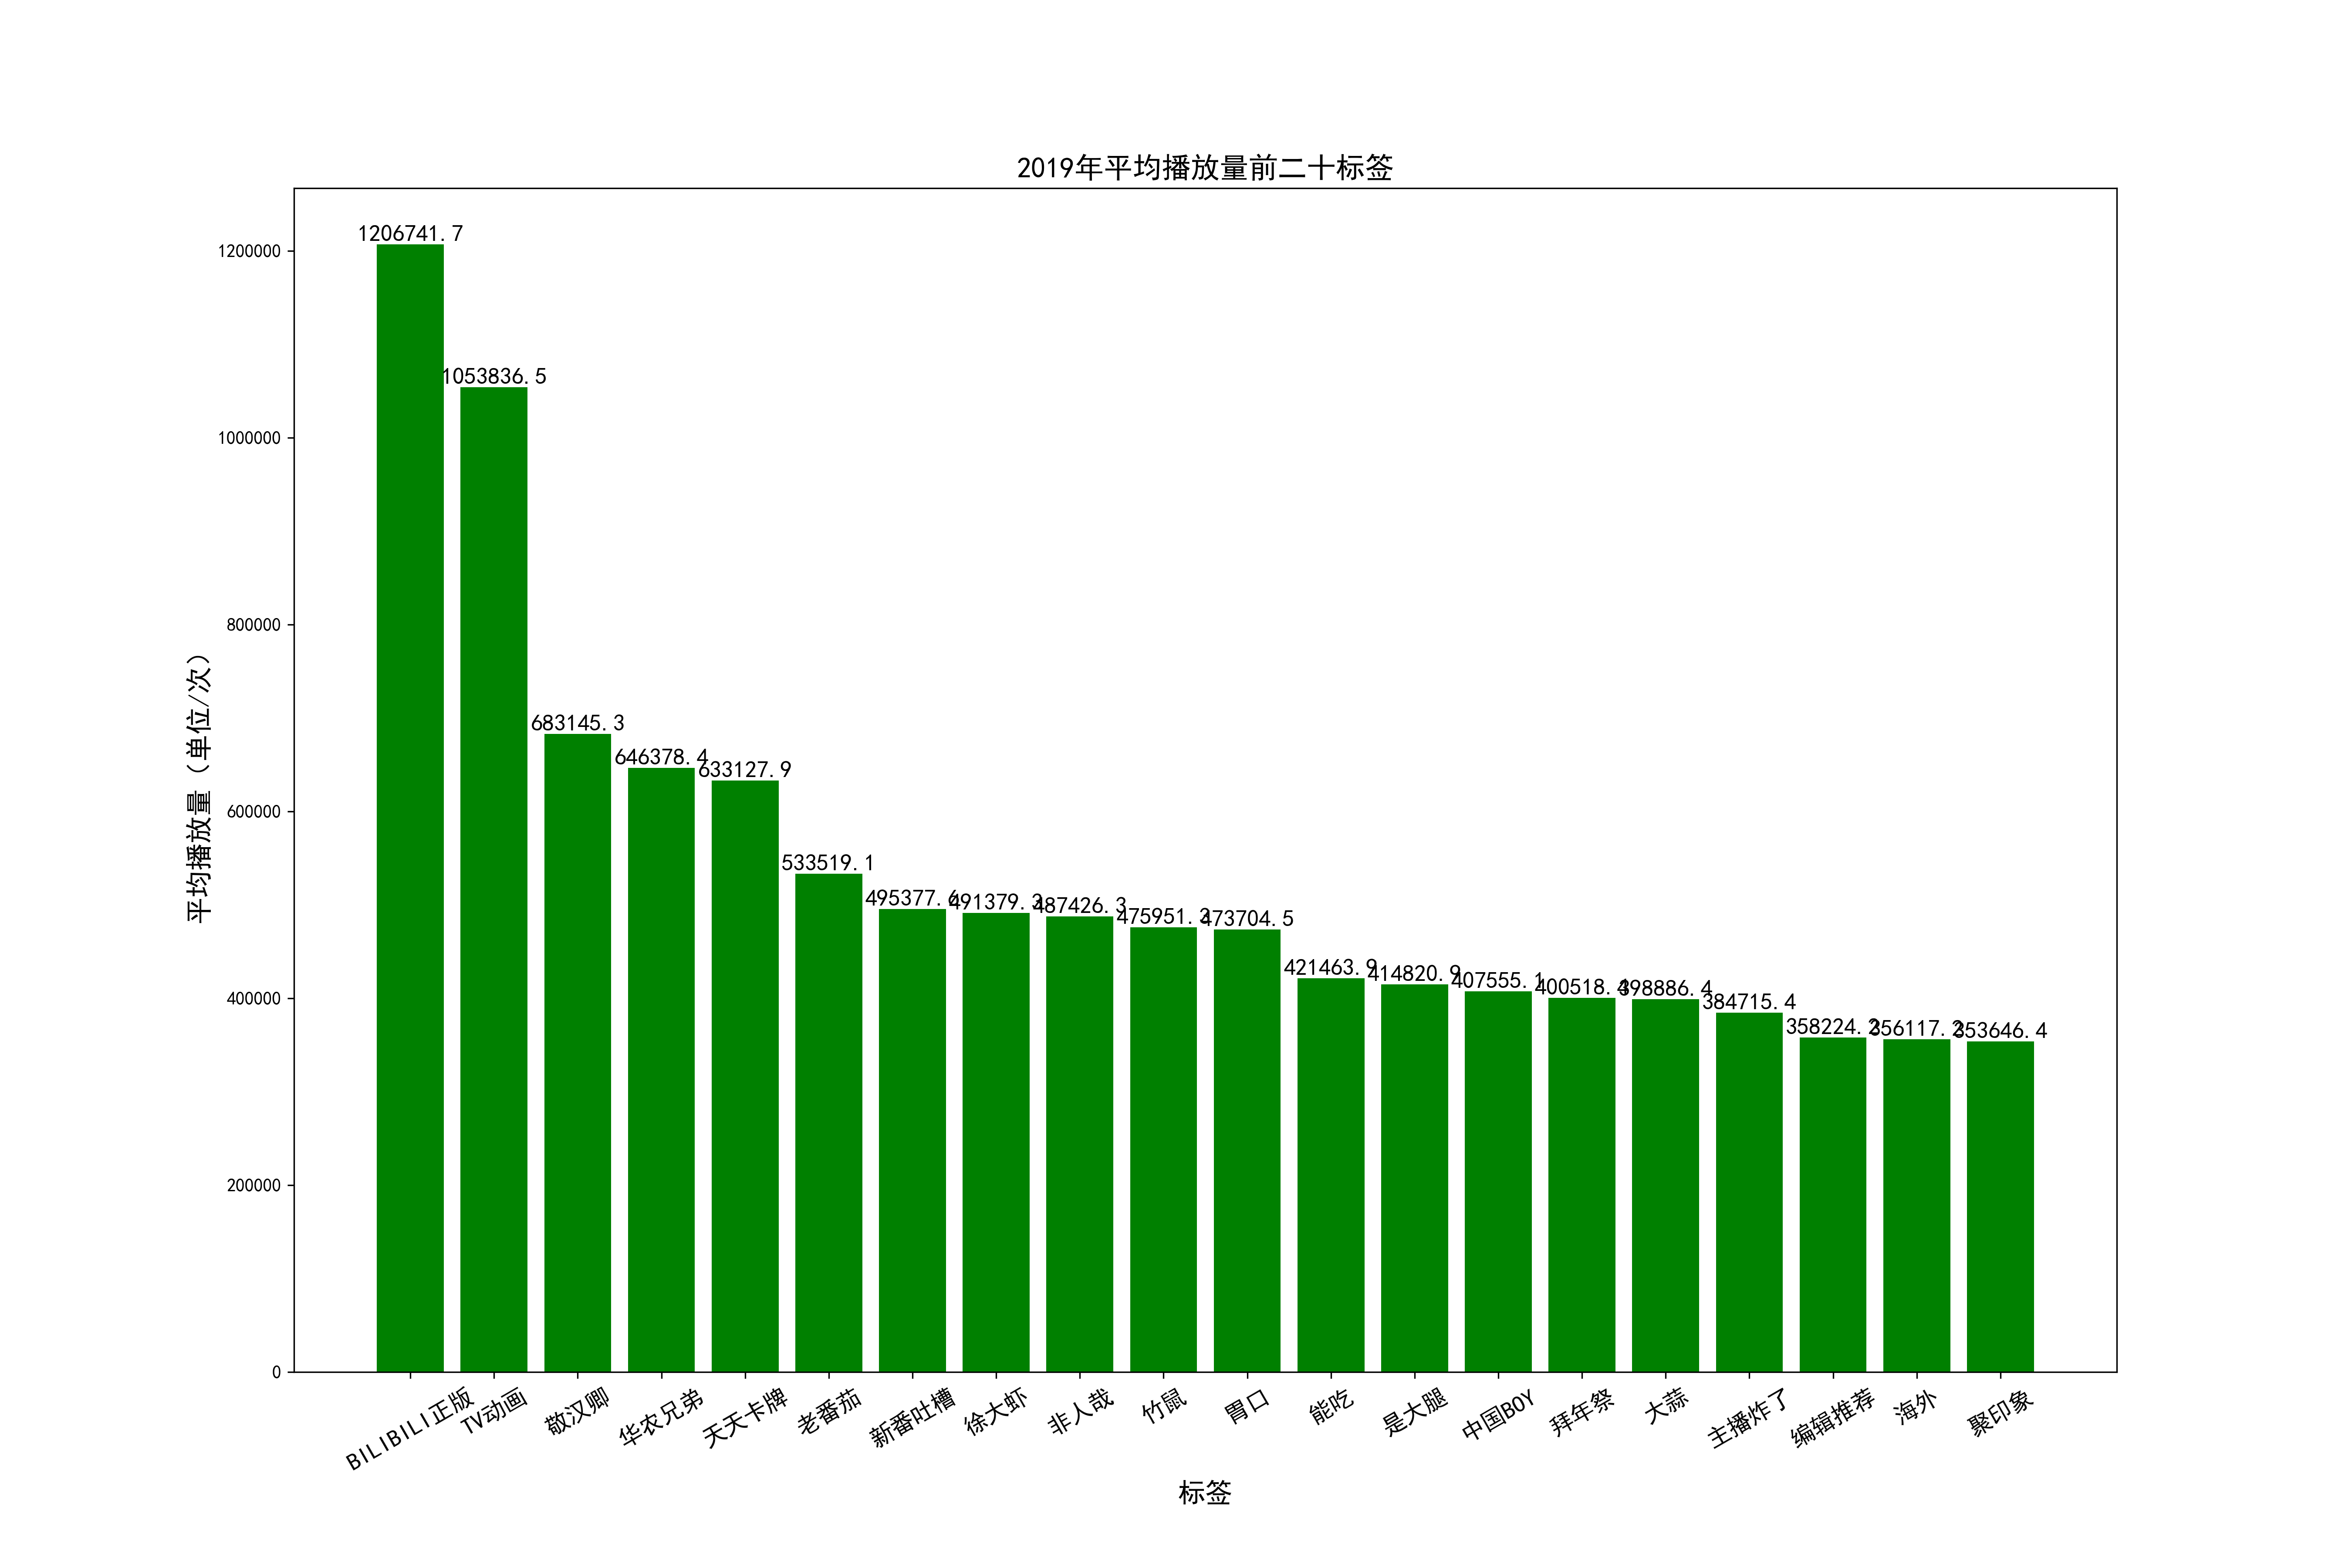 2019年平均播放量前二十标签
平均播放量（单位/次）
1200000
1000000
800000
600000
400000
200000
0
1206741.7
1053836.5
683145.3
646378.4
633127.9
533519.1
495377.6
491379.3
487426.3
475951.3
473704.5
421463.9
414820.9
407555.1
400518.4
398886.4
384715.4
358224.2
356117.2
353646.4
BILIBILI正版
TV动画
敬汉卿
华农兄弟
天天卡牌
老番茄
新番吐槽
徐大虾
非人哉
竹鼠
胃口
能吃
是大腿
中国BOY
拜年祭
大蒜
主播炸了
编辑推荐
海外
聚印象
标签